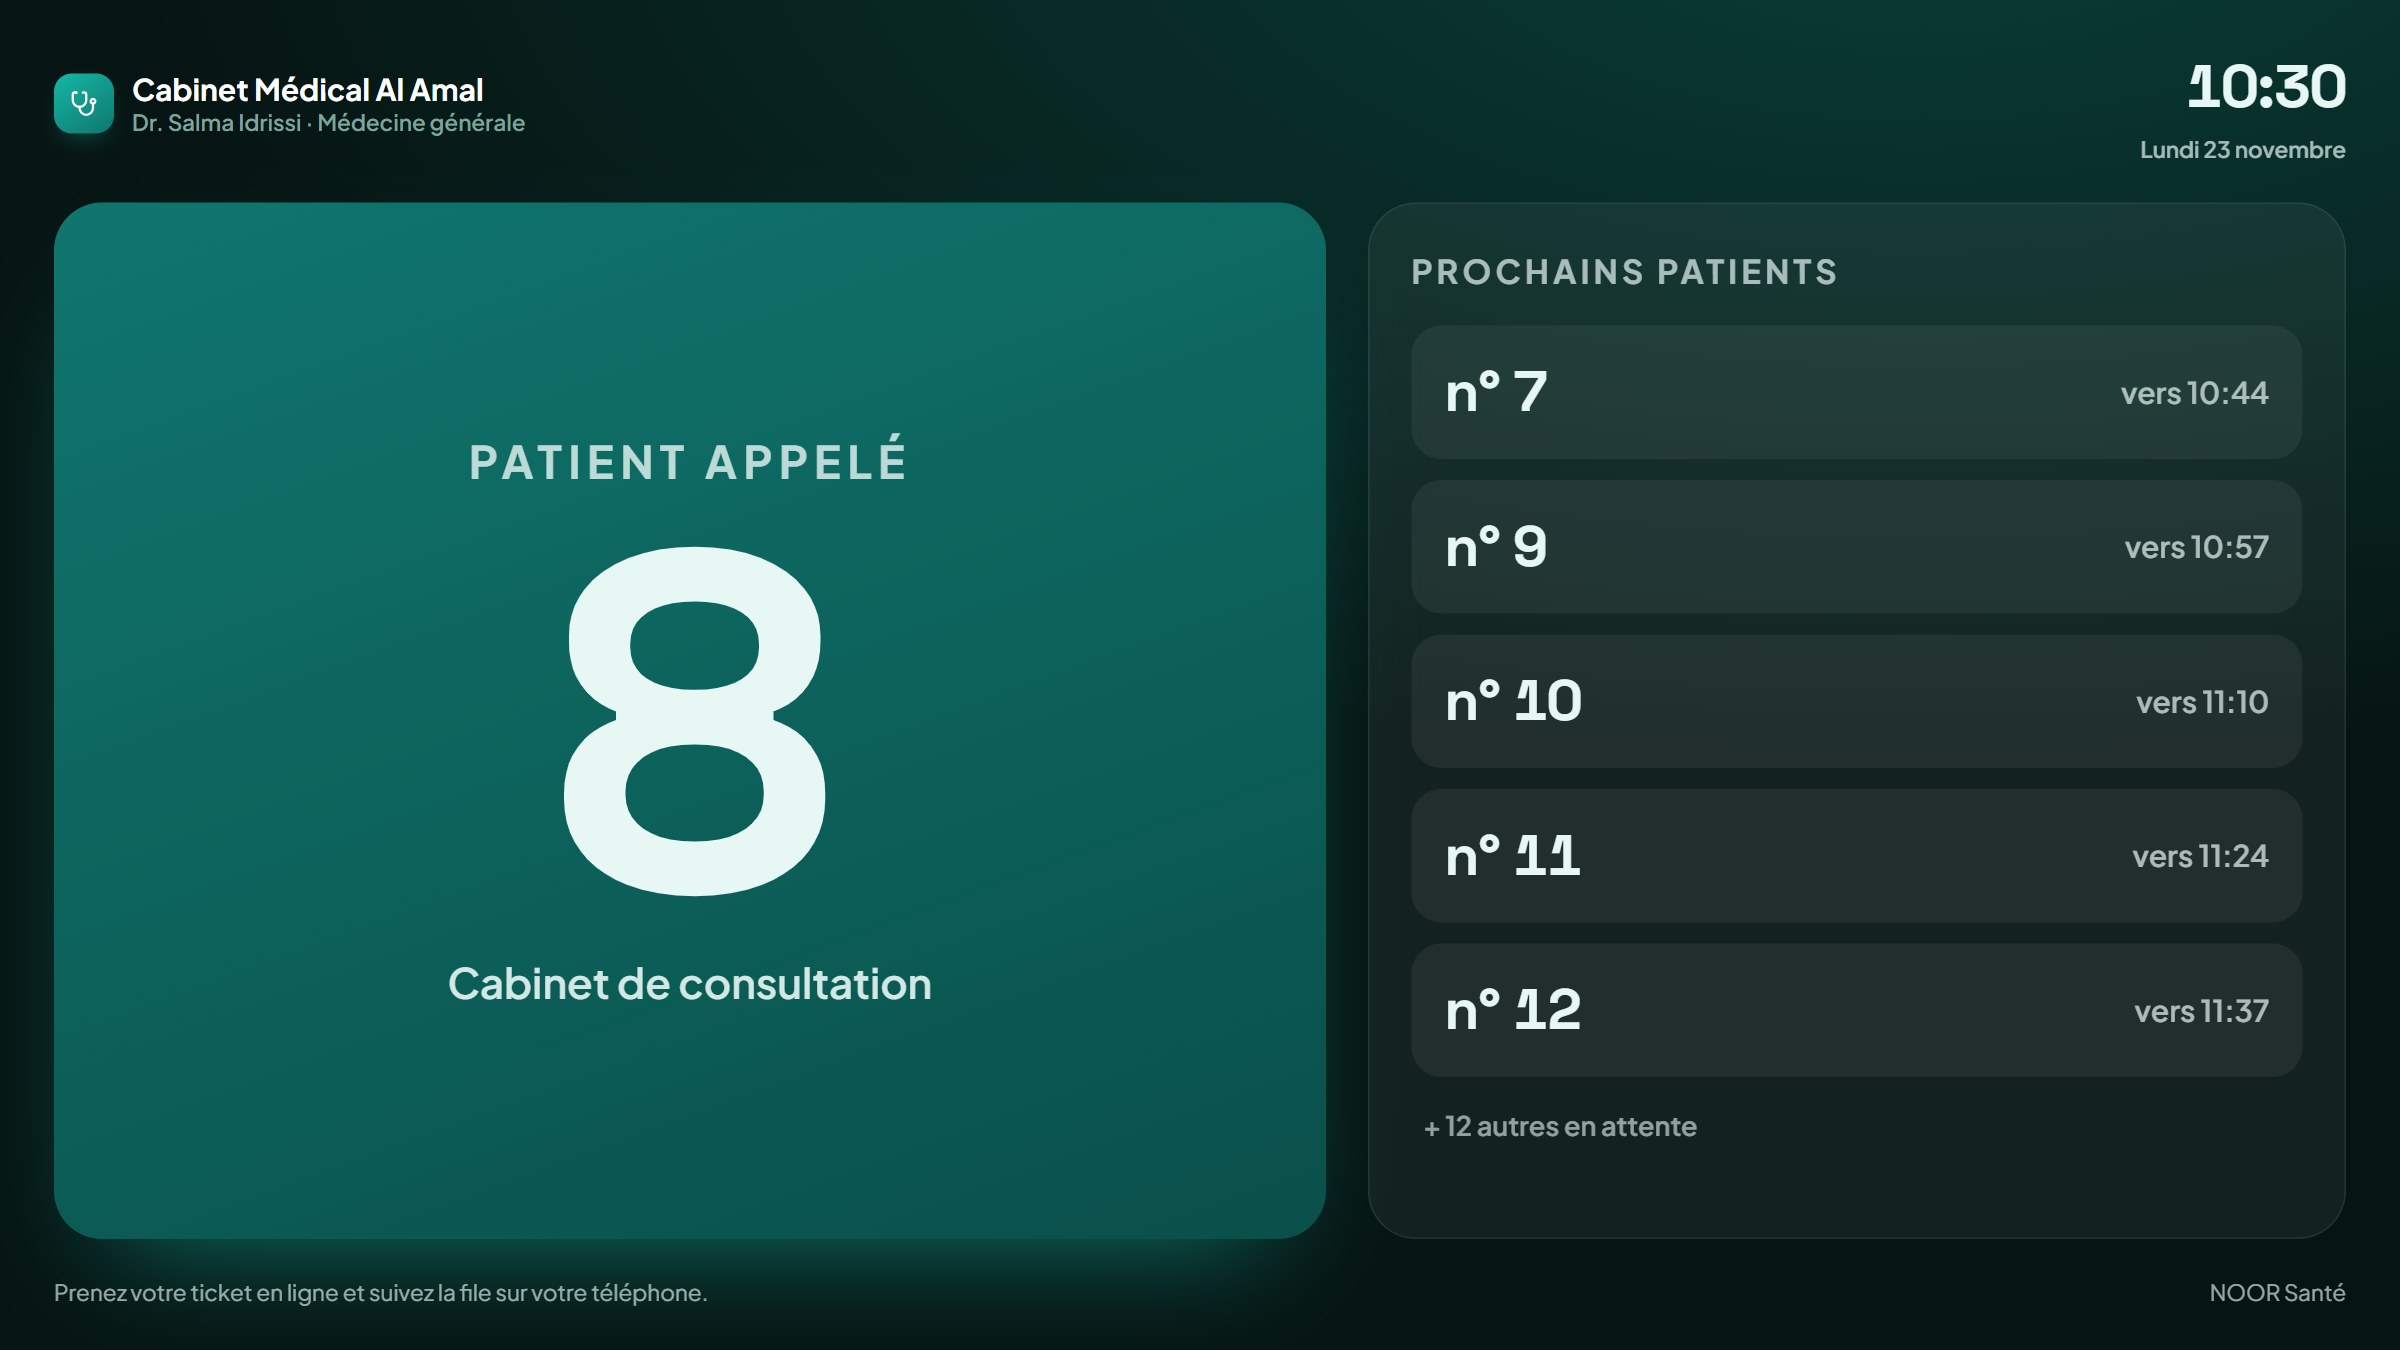 Cabinet Médical Al Amal
Dr. Salma Idrissi · Médecine générale
10:30
Lundi 23 novembre
PATIENT APPELÉ
8
Cabinet de consultation
PROCHAINS PATIENTS
n° 7 vers 10:44
n° 9 vers 10:57
n° 10 vers 11:10
n° 11 vers 11:24
n° 12 vers 11:37
+ 12 autres en attente
Prenez votre ticket en ligne et suivez la file sur votre téléphone.
NOOR Santé